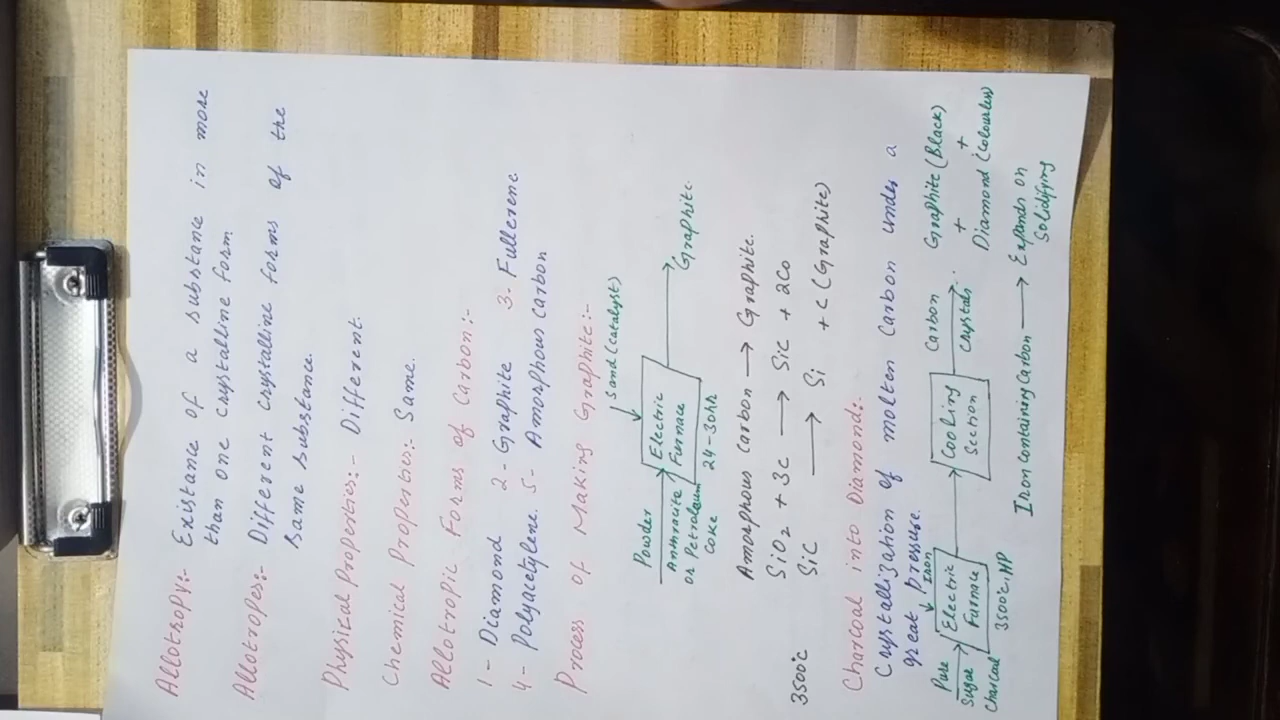 Allotropy:- Existance of a substance in more
than one crystalline form
Allotropes:- Different crystalline forms of the
same substance.
Physical Properties:- Different.
Chemical Properties:- Same.
Allotropic Forms of Carbon:-
1- Diamond 2- Graphite 3- Fullerene
4- Polyacetylene. 5- Amorphous carbon
Process of Making Graphite:-
Sand (catalyst)
Powder
Anthracite
or Petroleum
Coke
Electric
Furnace
24-30hr
Graphite.
Amorphous carbon → Graphite.
SiO2 + 3C → SiC + 2Co
3500°C SiC → Si + C (Graphite)
Charcoal into Diamond:-
Crystallization of molten Carbon under a
great pressure.
Pure
Sugar
Charcoal
Iron
Electric
Furnace
3500°C, HP
Cooling
Section
Carbon
Crystals.
Graphite (Black)
+ +
Diamond (Colourless)
Iron containing Carbon → Expands on
Solidifying